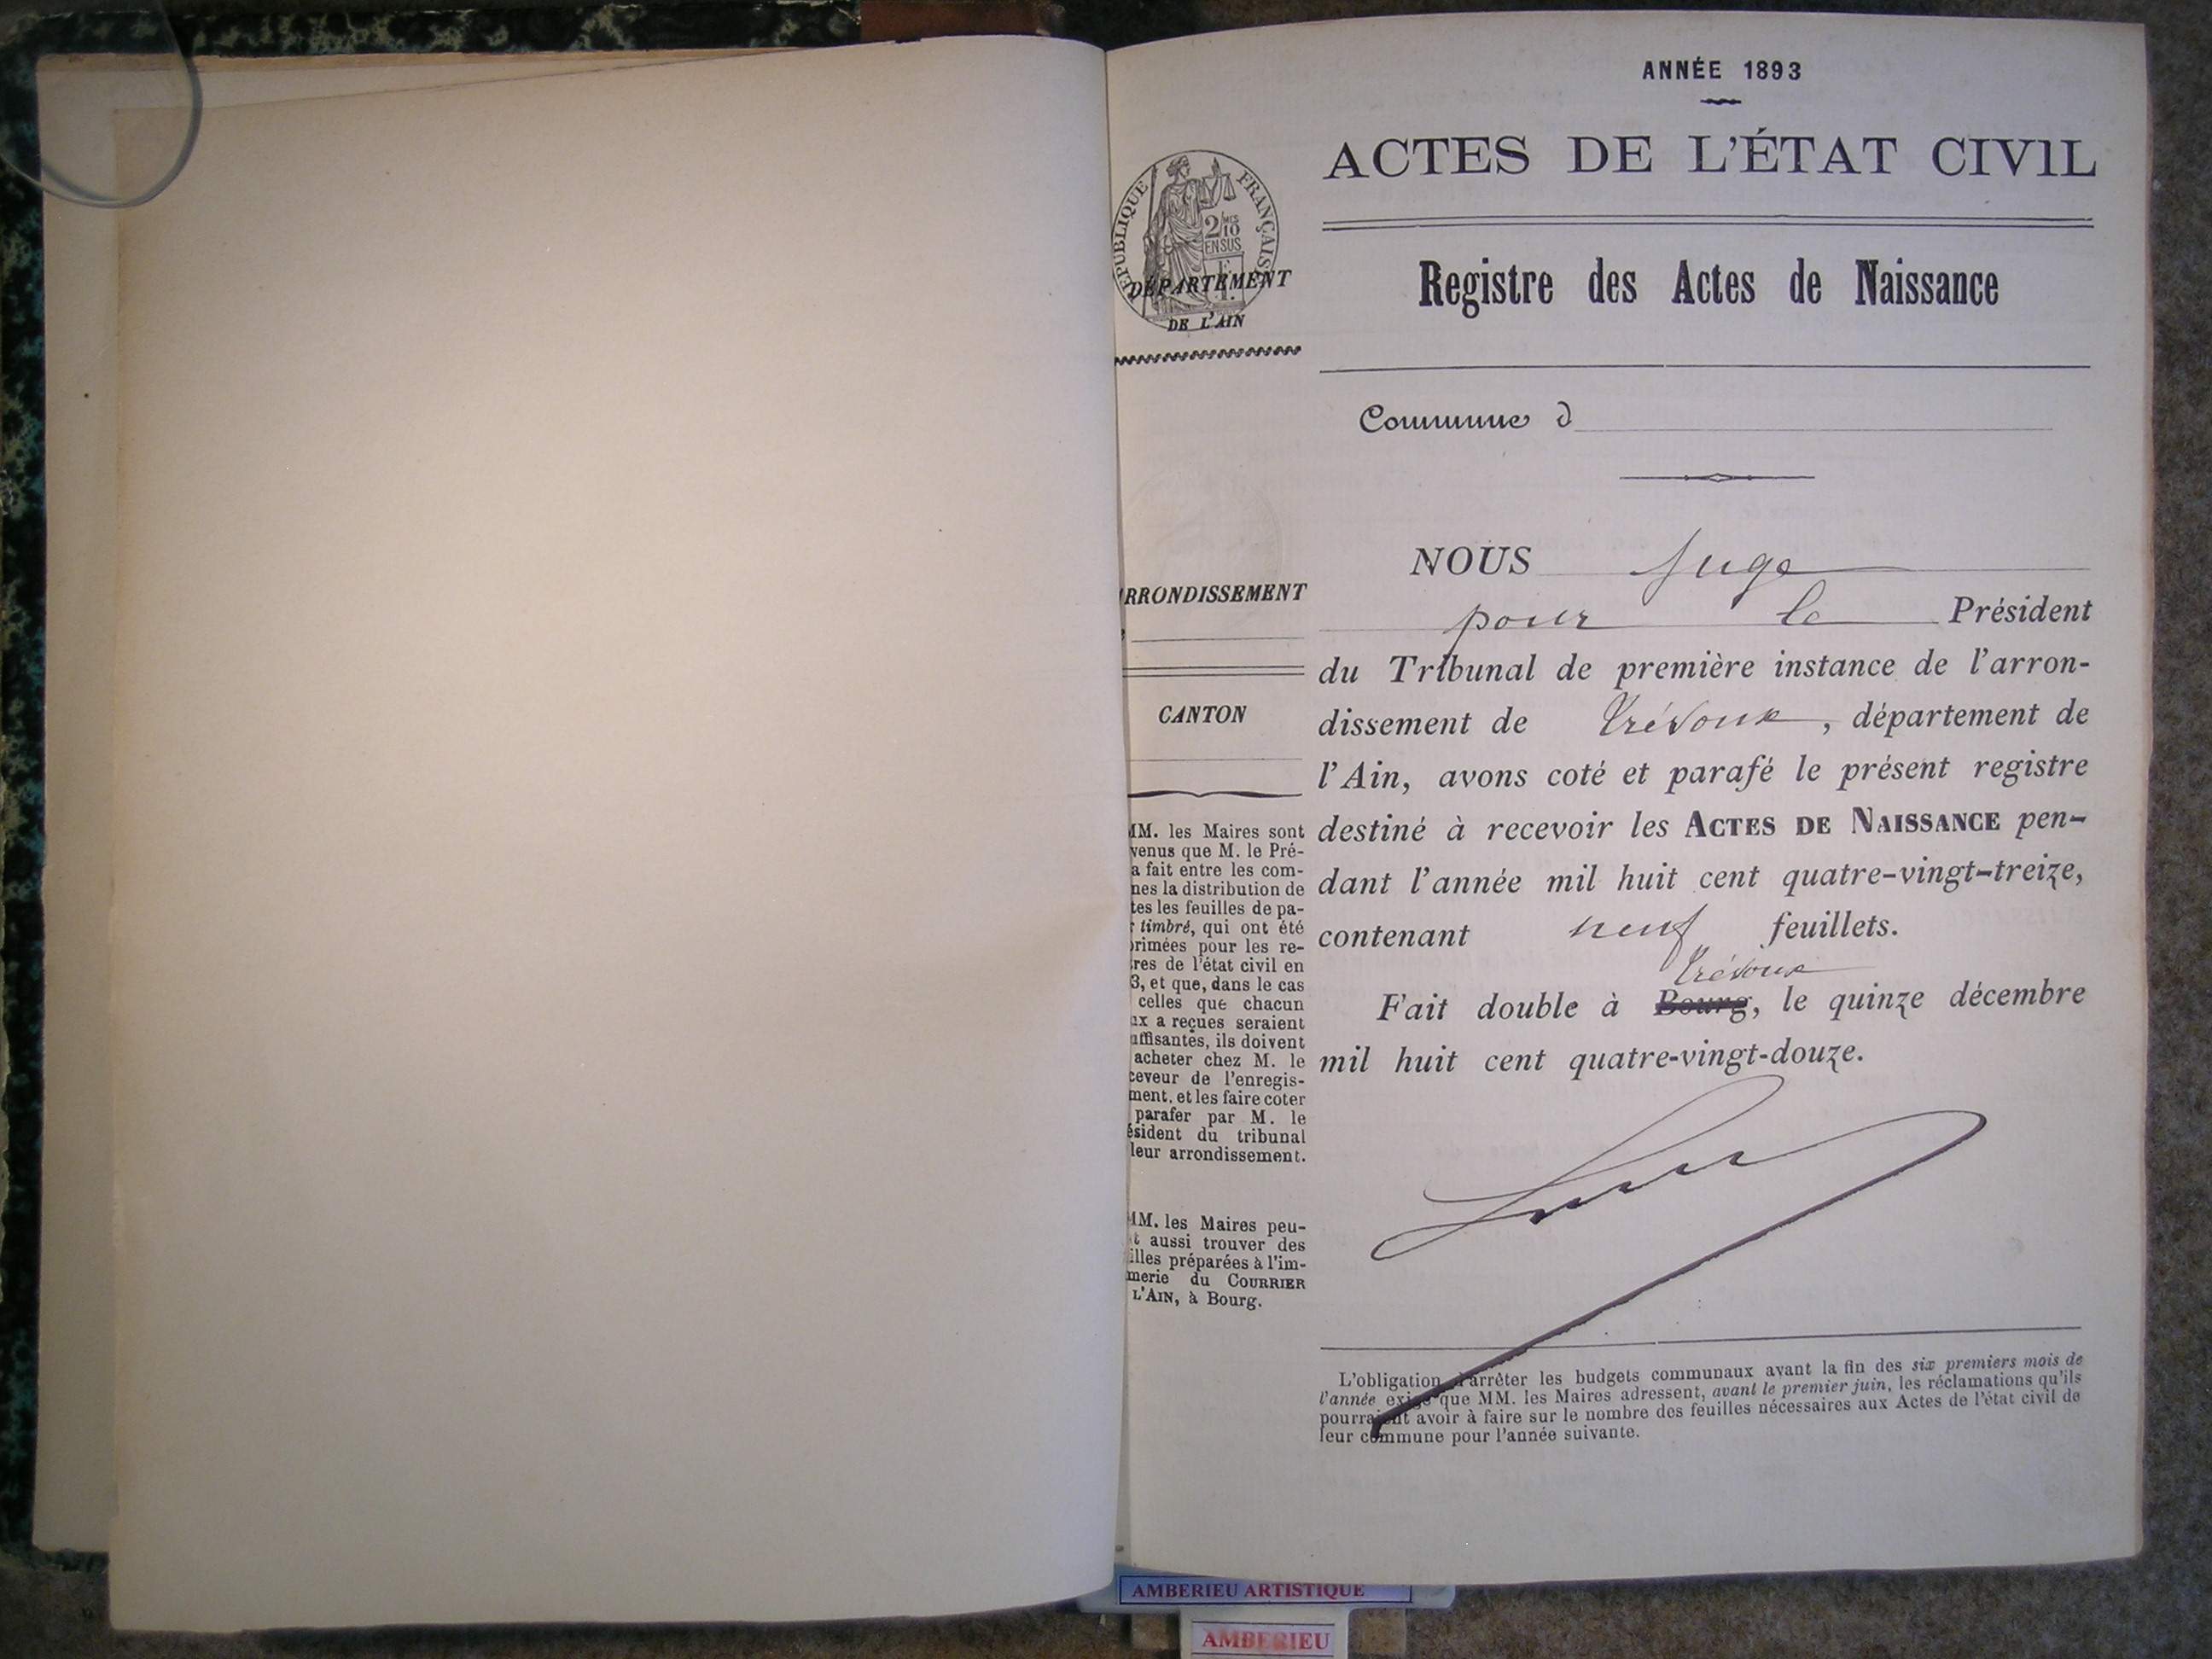 ANNÉE 1893
ACTES DE L'ÉTAT CIVIL
RÉPUBLIQUE FRANÇAISE
2/10 MES
EN SUS
DÉPARTEMENT
DE L'AIN
Registre des Actes de Naissance
Commune d
NOUS Juge
pour le Président
du Tribunal de première instance de l'arron-
dissement de Trévoux, département de
l'Ain, avons coté et parafé le présent registre
destiné à recevoir les ACTES DE NAISSANCE pen-
dant l'année mil huit cent quatre-vingt-treize,
contenant neuf feuillets.
Trévoux
Fait double à Bourg, le quinze décembre
mil huit cent quatre-vingt-douze.
RRONDISSEMENT
CANTON
MM. les Maires sont
venus que M. le Pré-
a fait entre les com-
nes la distribution de
tes les feuilles de pa-
r timbré, qui ont été
primées pour les re-
tres de l'état civil en
3, et que, dans le cas
celles que chacun
ux a reçues seraient
uffisantes, ils doivent
acheter chez M. le
ceveur de l'enregis-
ment, et les faire coter
parafer par M. le
ésident du tribunal
leur arrondissement.
MM. les Maires peu-
t aussi trouver des
illes préparées à l'im-
merie du COURRIER
L'AIN, à Bourg.
L'obligation d'arrêter les budgets communaux avant la fin des six premiers mois de
l'année exige que MM. les Maires adressent, avant le premier juin, les réclamations qu'ils
pourraient avoir à faire sur le nombre des feuilles nécessaires aux Actes de l'état civil de
leur commune pour l'année suivante.
AMBERIEU ARTISTIQUE
AMBERIEU